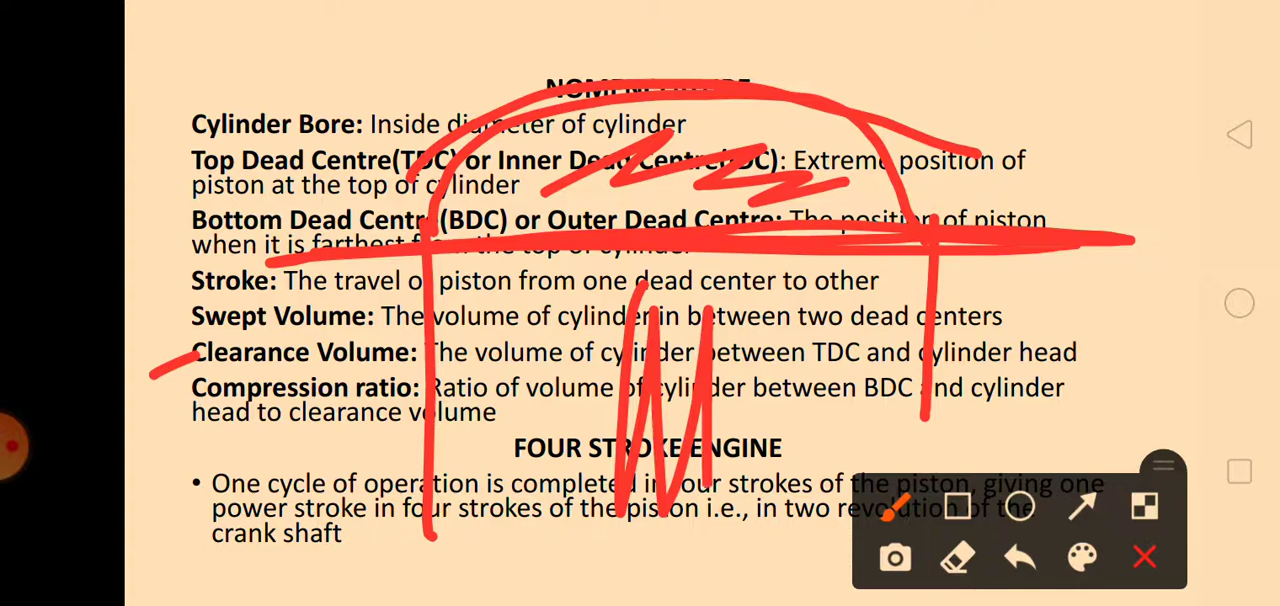 NOMENCLATURE
Cylinder Bore: Inside diameter of cylinder
Top Dead Centre(TDC) or Inner Dead Centre(IDC): Extreme position of
piston at the top of cylinder
Bottom Dead Centre(BDC) or Outer Dead Centre: The position of piston
when it is farthest from the top of cylinder
Stroke: The travel of piston from one dead center to other
Swept Volume: The volume of cylinder in between two dead centers
Clearance Volume: The volume of cylinder between TDC and cylinder head
Compression ratio: Ratio of volume of cylinder between BDC and cylinder
head to clearance volume
FOUR STROKE ENGINE
• One cycle of operation is completed in four strokes of the piston, giving one
power stroke in four strokes of the piston i.e., in two revolution of the
crank shaft